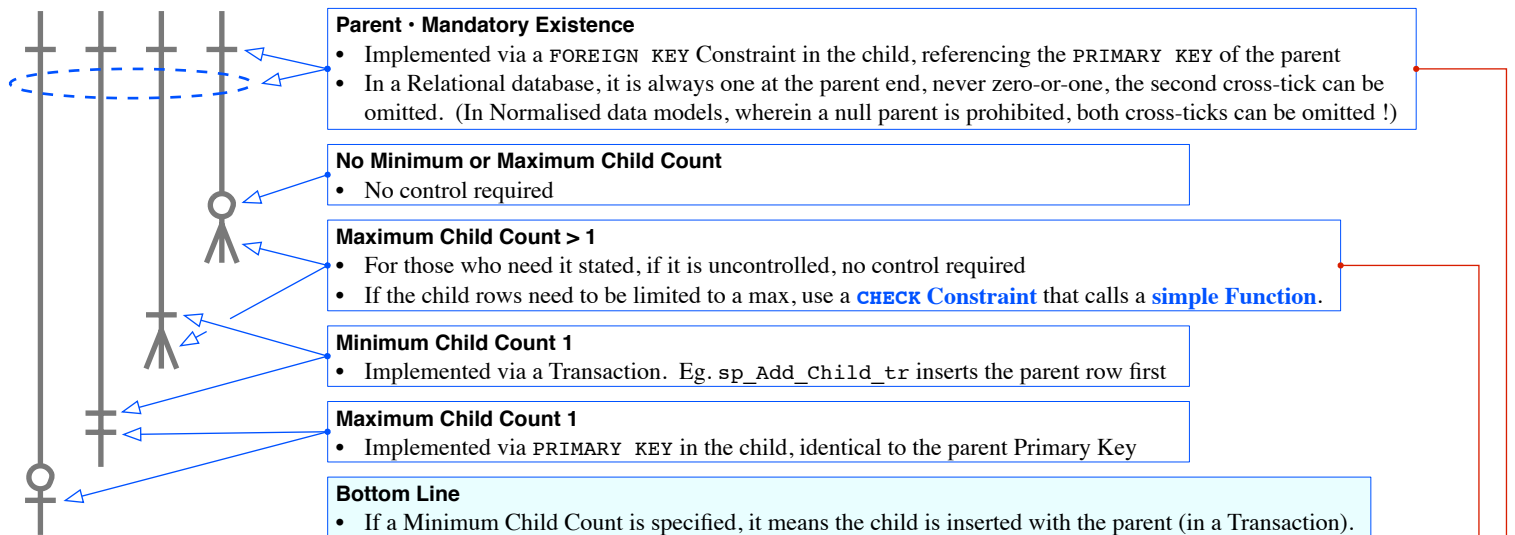 Parent · Mandatory Existence
• Implemented via a FOREIGN KEY Constraint in the child, referencing the PRIMARY KEY of the parent
• In a Relational database, it is always one at the parent end, never zero-or-one, the second cross-tick can be
omitted. (In Normalised data models, wherein a null parent is prohibited, both cross-ticks can be omitted !)
No Minimum or Maximum Child Count
• No control required
Maximum Child Count > 1
• For those who need it stated, if it is uncontrolled, no control required
• If the child rows need to be limited to a max, use a CHECK Constraint that calls a simple Function.
Minimum Child Count 1
• Implemented via a Transaction. Eg. sp_Add_Child_tr inserts the parent row first
Maximum Child Count 1
• Implemented via PRIMARY KEY in the child, identical to the parent Primary Key
Bottom Line
• If a Minimum Child Count is specified, it means the child is inserted with the parent (in a Transaction).